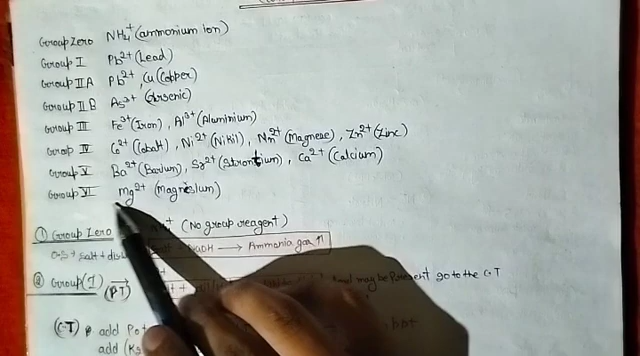 Group Zero NH4+ (ammonium ion)
Group I Pb2+ (Lead)
Group II A Pb2+, Cu (Copper)
Group II B As3+ (Arsenic)
Group III Fe3+ (Iron), Al3+ (Aluminium)
Group IV Co2+ (Cobalt), Ni2+ (Nikil), Mn2+ (Magnese), Zn2+ (Zinc)
Group V Ba2+ (Barium), Sr2+ (Strontium), Ca2+ (Calcium)
Group VI Mg2+ (Magnesium)
① Group Zero (No group reagent)
O.S + Salt + NaOH → Ammonia gas ↑
② Group (I) (PT) may be present go to the C.T
(C.T) add
add